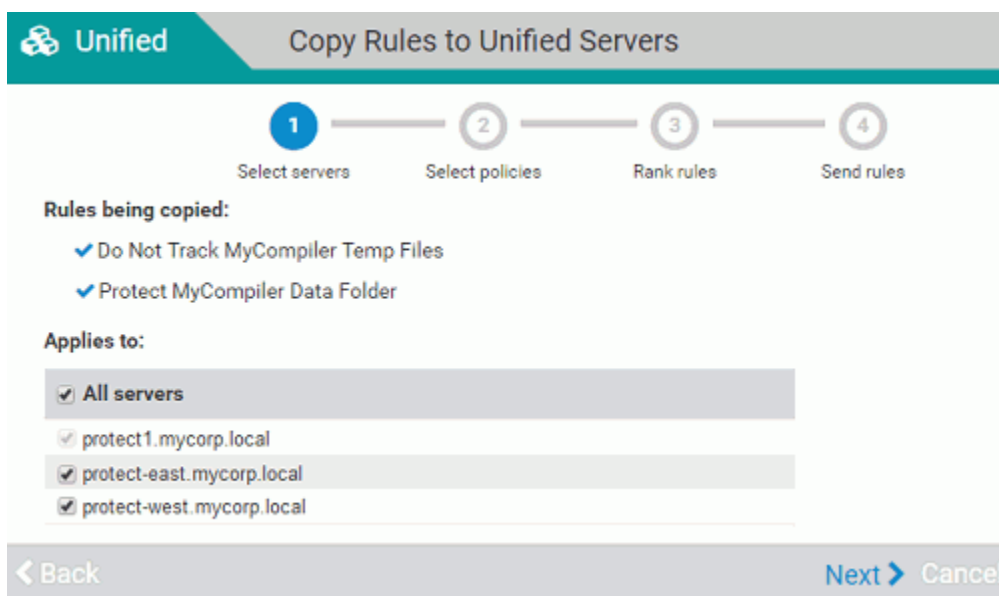 Unified
Copy Rules to Unified Servers
1 2 3 4
Select servers Select policies Rank rules Send rules
Rules being copied:
Do Not Track MyCompiler Temp Files
Protect MyCompiler Data Folder
Applies to:
All servers
protect1.mycorp.local
protect-east.mycorp.local
protect-west.mycorp.local
Back Next Cance